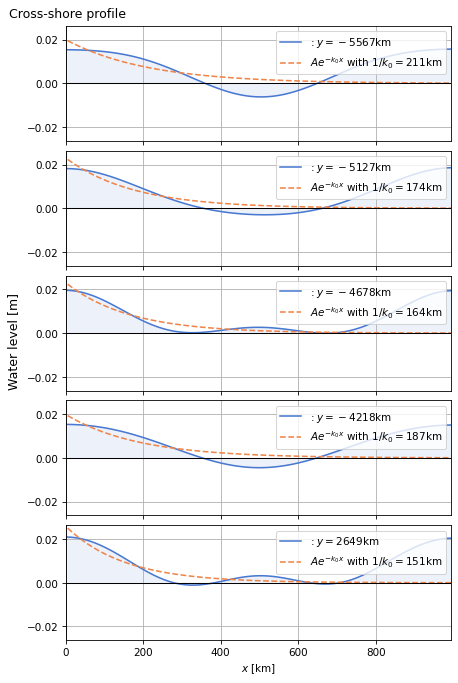 Cross-shore profile
0.02
0.00
−0.02
: y = −5567km
Ae^{−k₀x} with 1/k₀ = 211km
0.02
0.00
−0.02
: y = −5127km
Ae^{−k₀x} with 1/k₀ = 174km
Water level [m]
0.02
0.00
−0.02
: y = −4678km
Ae^{−k₀x} with 1/k₀ = 164km
0.02
0.00
−0.02
: y = −4218km
Ae^{−k₀x} with 1/k₀ = 187km
0.02
0.00
−0.02
: y = 2649km
Ae^{−k₀x} with 1/k₀ = 151km
0 200 400 600 800
x [km]